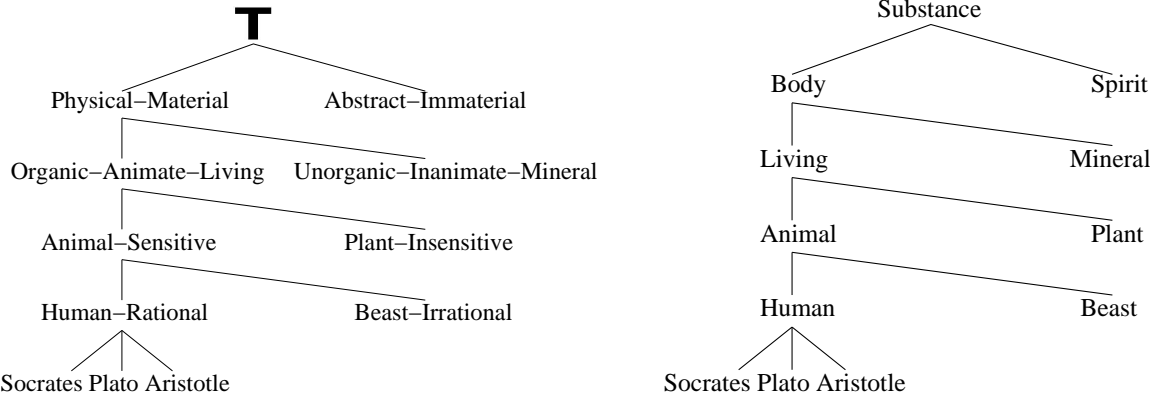 T
Physical–Material Abstract–Immaterial
Organic–Animate–Living Unorganic–Inanimate–Mineral
Animal–Sensitive Plant–Insensitive
Human–Rational Beast–Irrational
Socrates Plato Aristotle
Substance
Body Spirit
Living Mineral
Animal Plant
Human Beast
Socrates Plato Aristotle